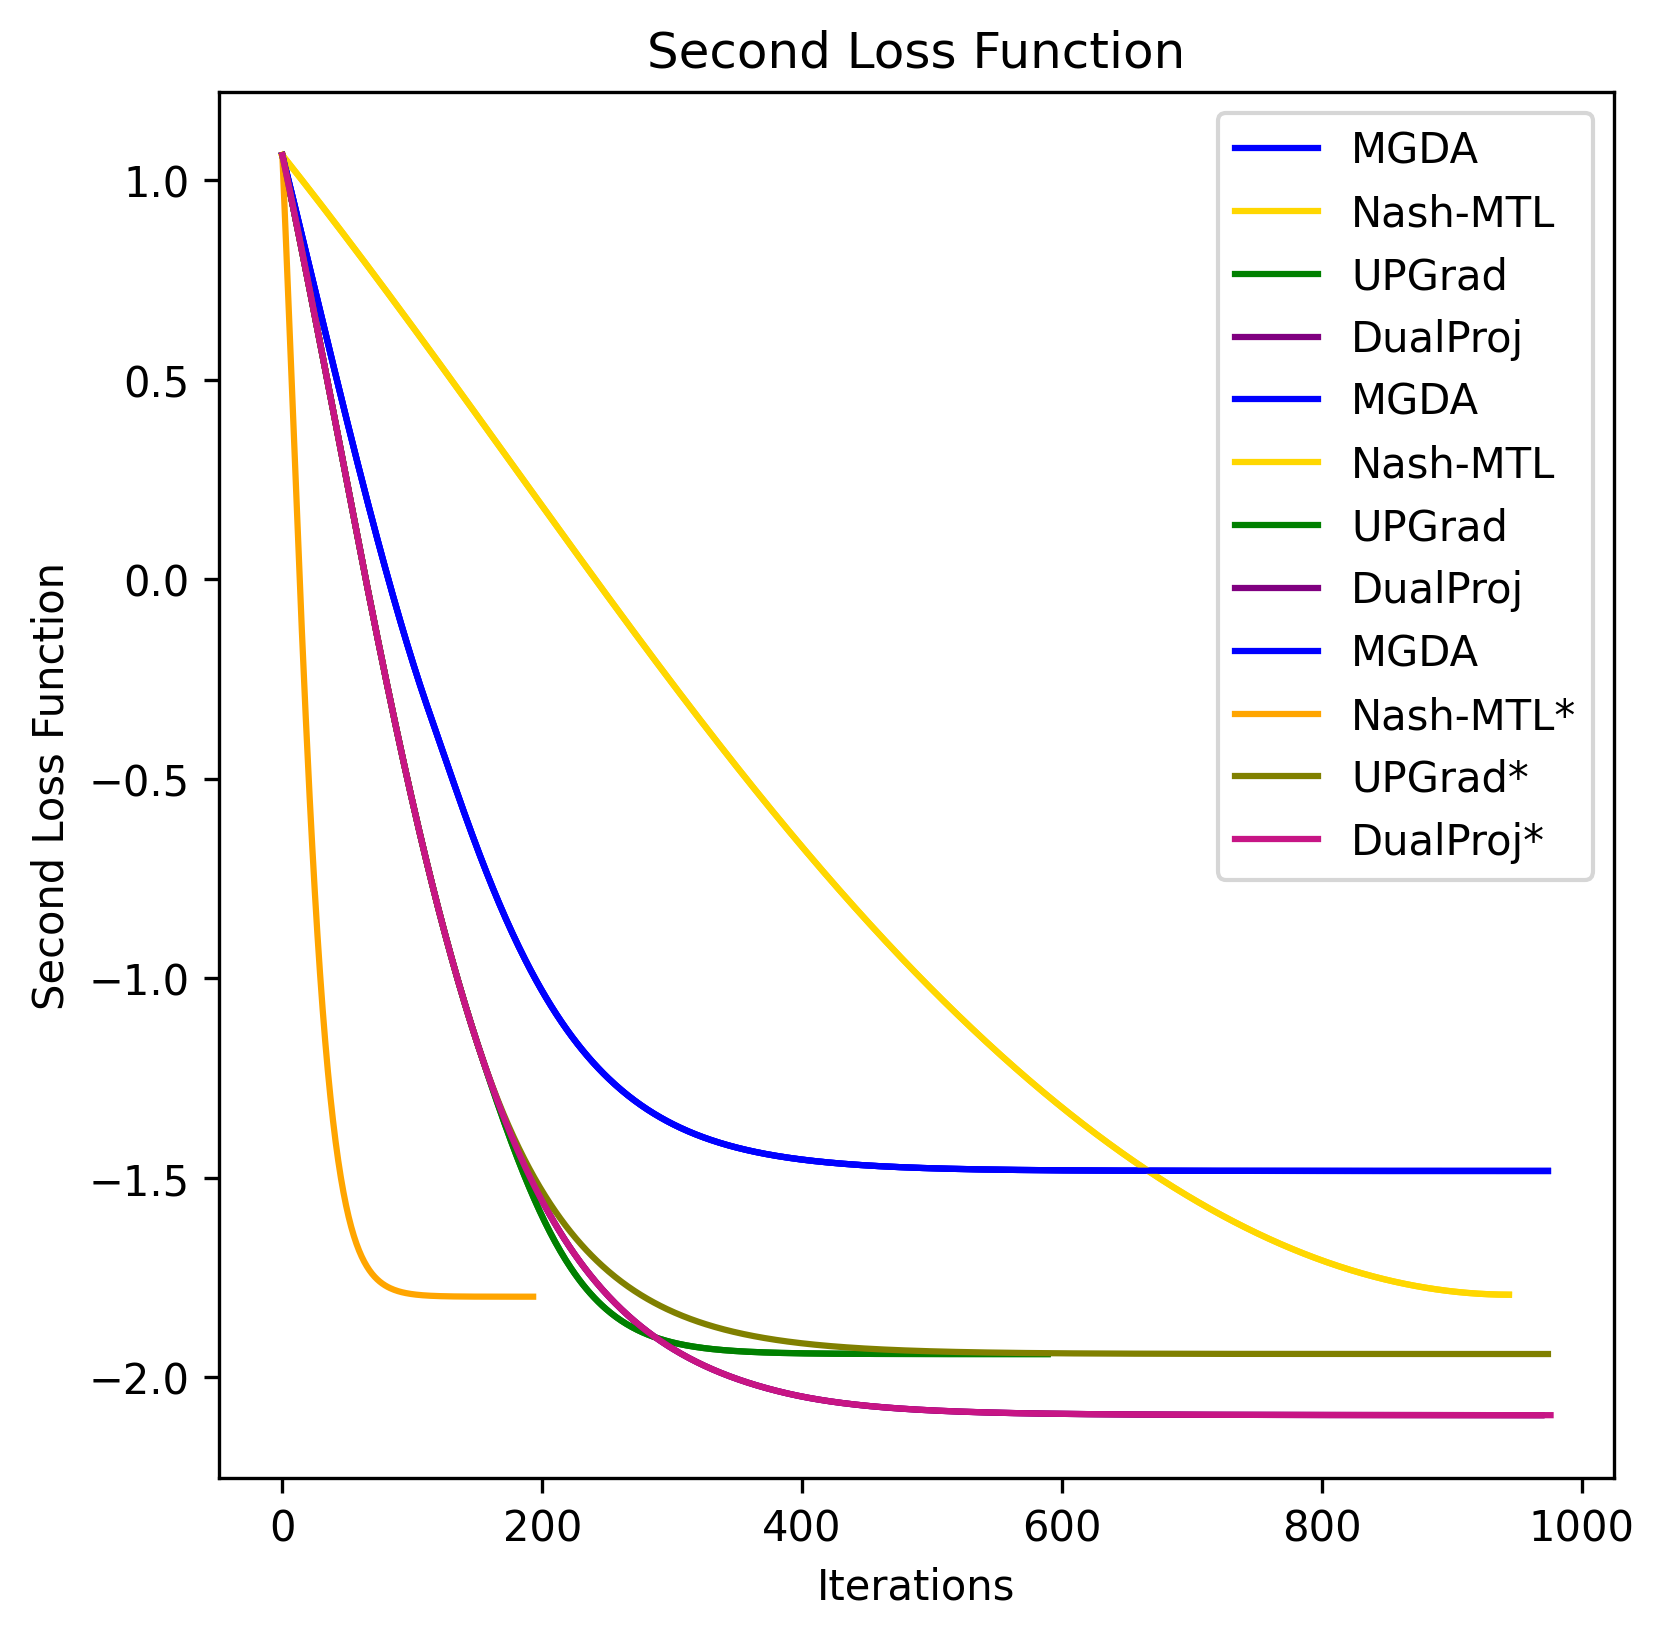 Second Loss Function
MGDA
Nash-MTL
UPGrad
DualProj
MGDA
Nash-MTL
UPGrad
DualProj
MGDA
Nash-MTL*
UPGrad*
DualProj*
1.0
0.5
0.0
−0.5
−1.0
−1.5
−2.0
Second Loss Function
0 200 400 600 800 1000
Iterations